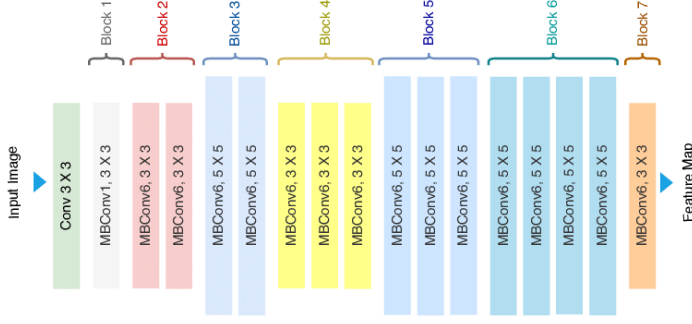 Block 1
Block 2
Block 3
Block 4
Block 5
Block 6
Block 7
Input Image
Conv 3 X 3
MBConv1, 3 X 3
MBConv6, 3 X 3
MBConv6, 3 X 3
MBConv6, 5 X 5
MBConv6, 5 X 5
MBConv6, 3 X 3
MBConv6, 3 X 3
MBConv6, 3 X 3
MBConv6, 5 X 5
MBConv6, 5 X 5
MBConv6, 5 X 5
MBConv6, 5 X 5
MBConv6, 5 X 5
MBConv6, 5 X 5
MBConv6, 5 X 5
MBConv6, 3 X 3
Feature Map